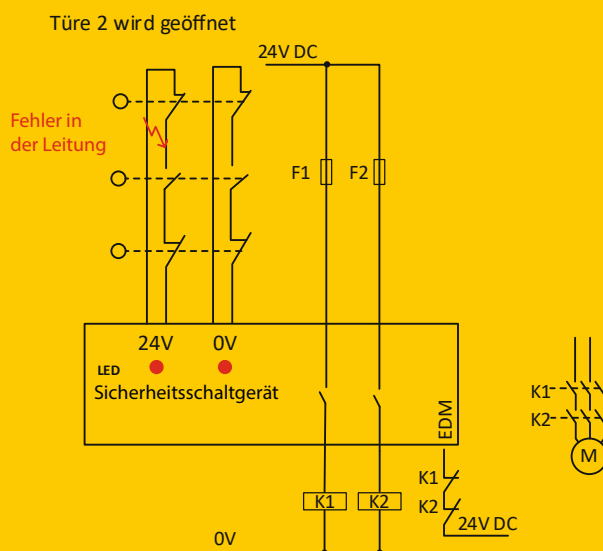 Türe 2 wird geöffnet
24V DC
Fehler in
der Leitung
F1
F2
24V
0V
LED
Sicherheitsschaltgerät
EDM
K1
K2
M
K1
K2
K1
K2
24V DC
0V